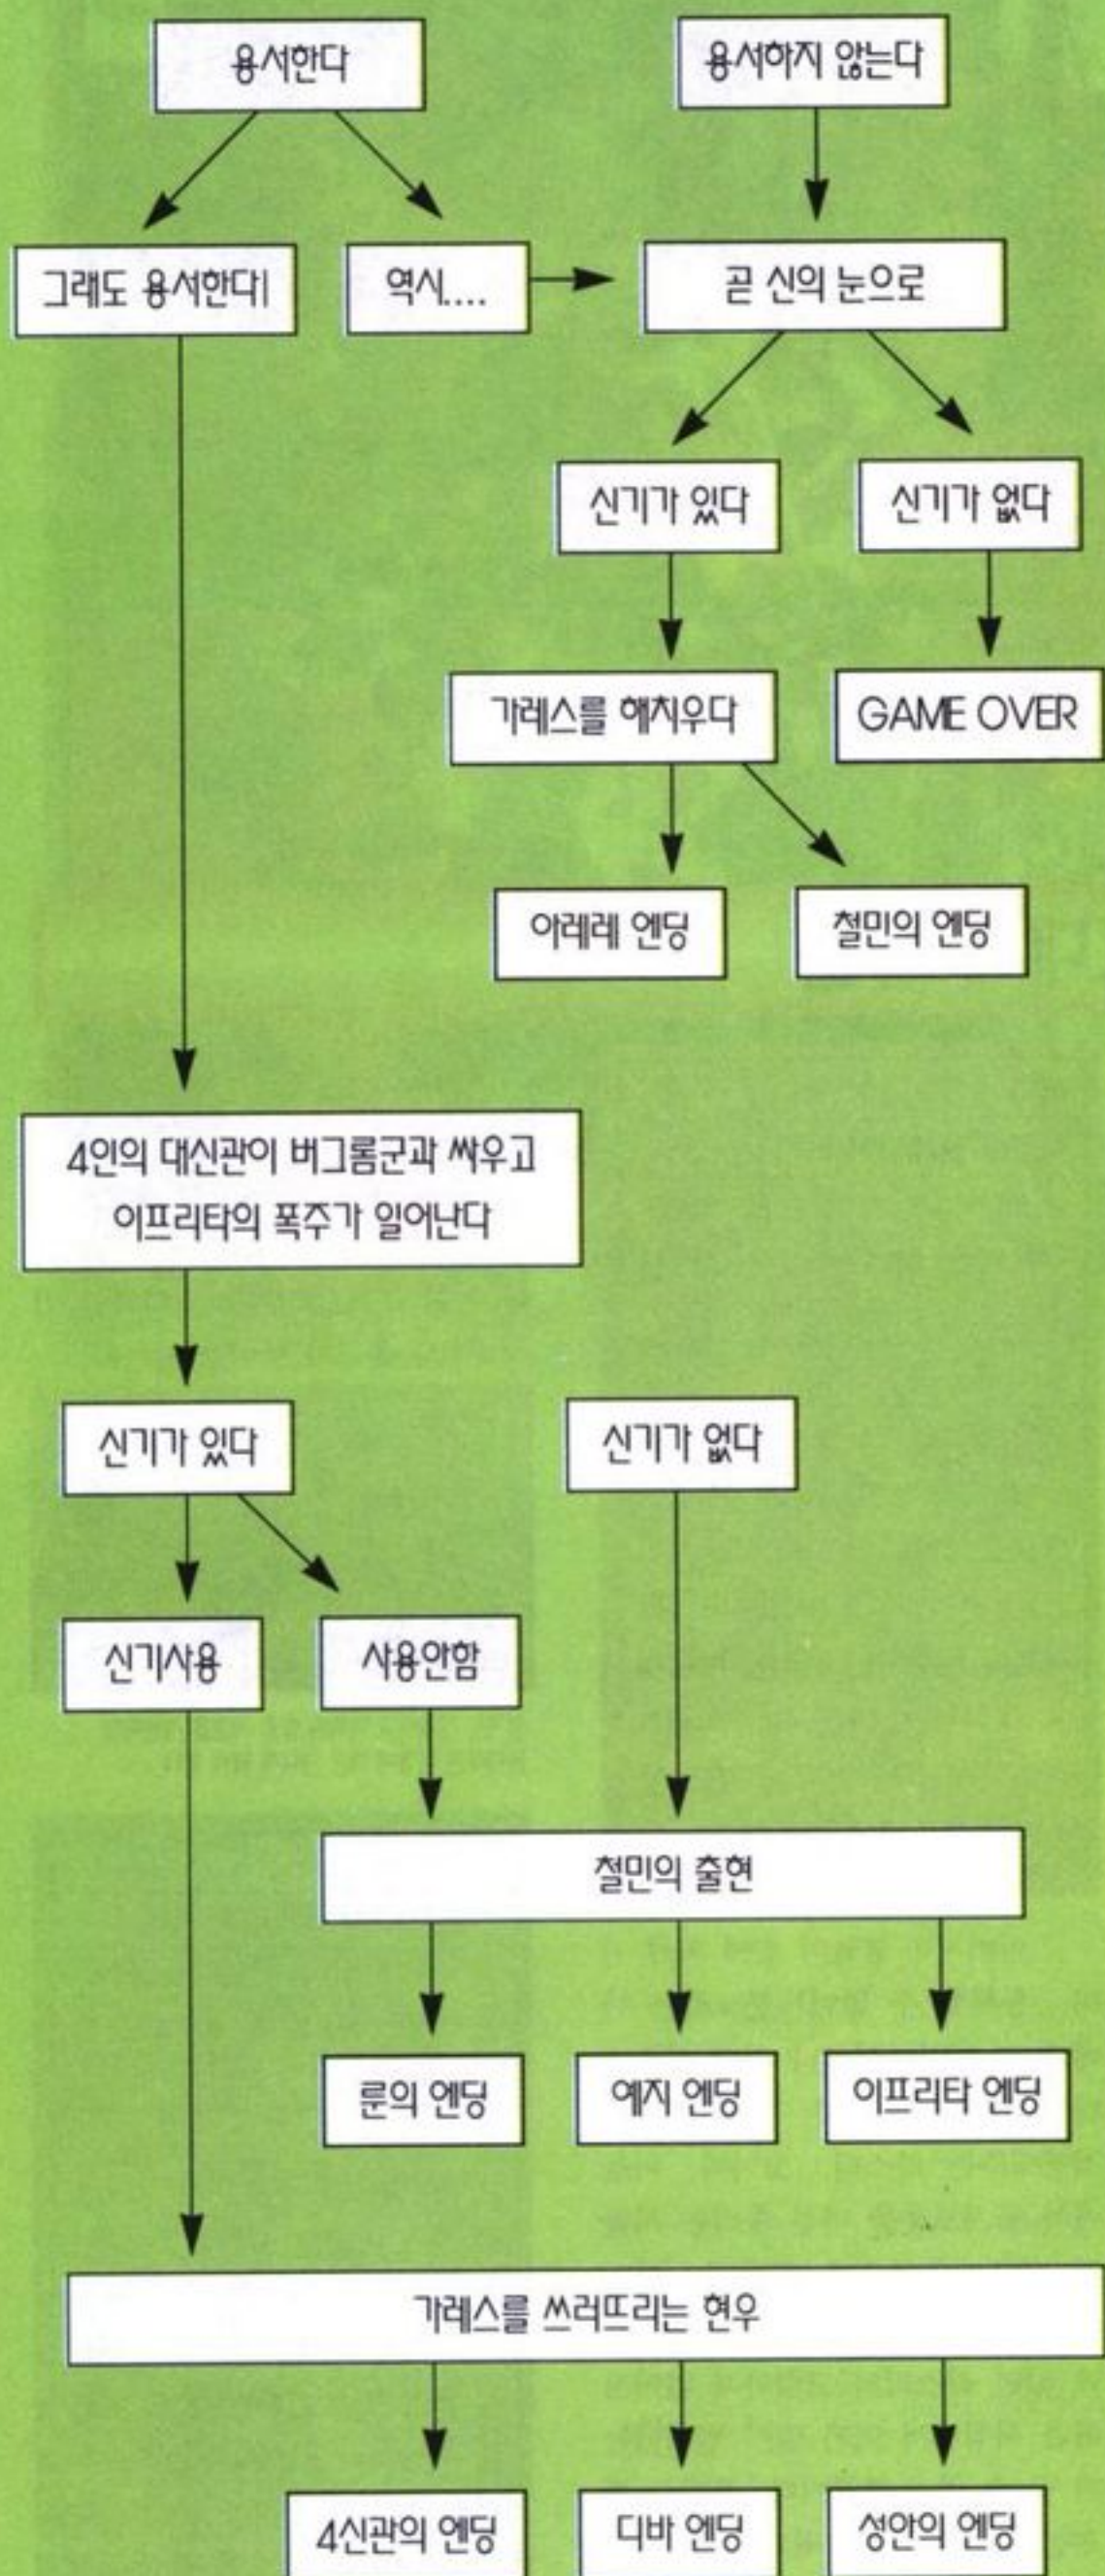 용서한다
용서하지 않는다
그래도 용서한다
역시....
곧 신의 눈으로
신기가 있다
신기가 없다
가레스를 해치우다
GAME OVER
아레레 엔딩
철민의 엔딩
4인의 대신관이 버그롬군과 싸우고
이프리타의 폭주가 일어난다
신기가 있다
신기가 없다
신기사용
사용안함
철민의 출현
룬의 엔딩
예지 엔딩
이프리타 엔딩
가레스를 쓰러뜨리는 현우
4신관의 엔딩
디바 엔딩
성안의 엔딩